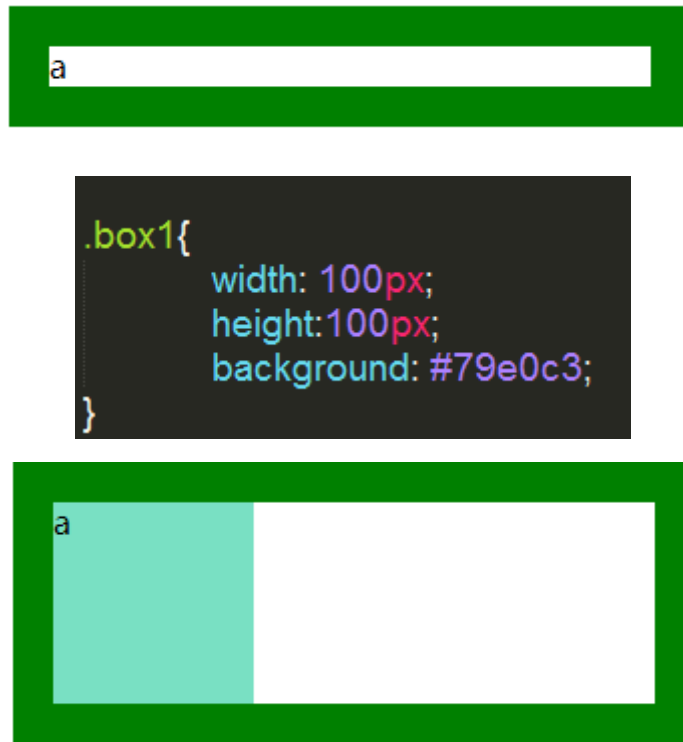 a
.box1{
width: 100px;
height:100px;
background: #79e0c3;
}
a